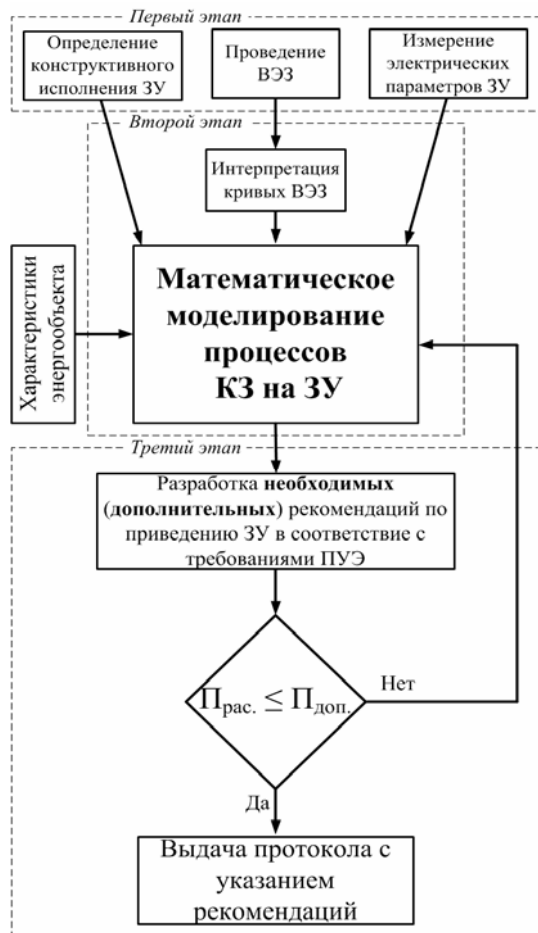 Первый этап
Определение
конструктивного
исполнения ЗУ
Проведение
ВЭЗ
Измерение
электрических
параметров ЗУ
Второй этап
Интерпретация
кривых ВЭЗ
Характеристики
энергообъекта
Математическое
моделирование
процессов
КЗ на ЗУ
Третий этап
Разработка необходимых
(дополнительных) рекомендаций по
приведению ЗУ в соответствие с
требованиями ПУЭ
Прас. ≤ Пдоп.
Нет
Да
Выдача протокола с
указанием
рекомендаций